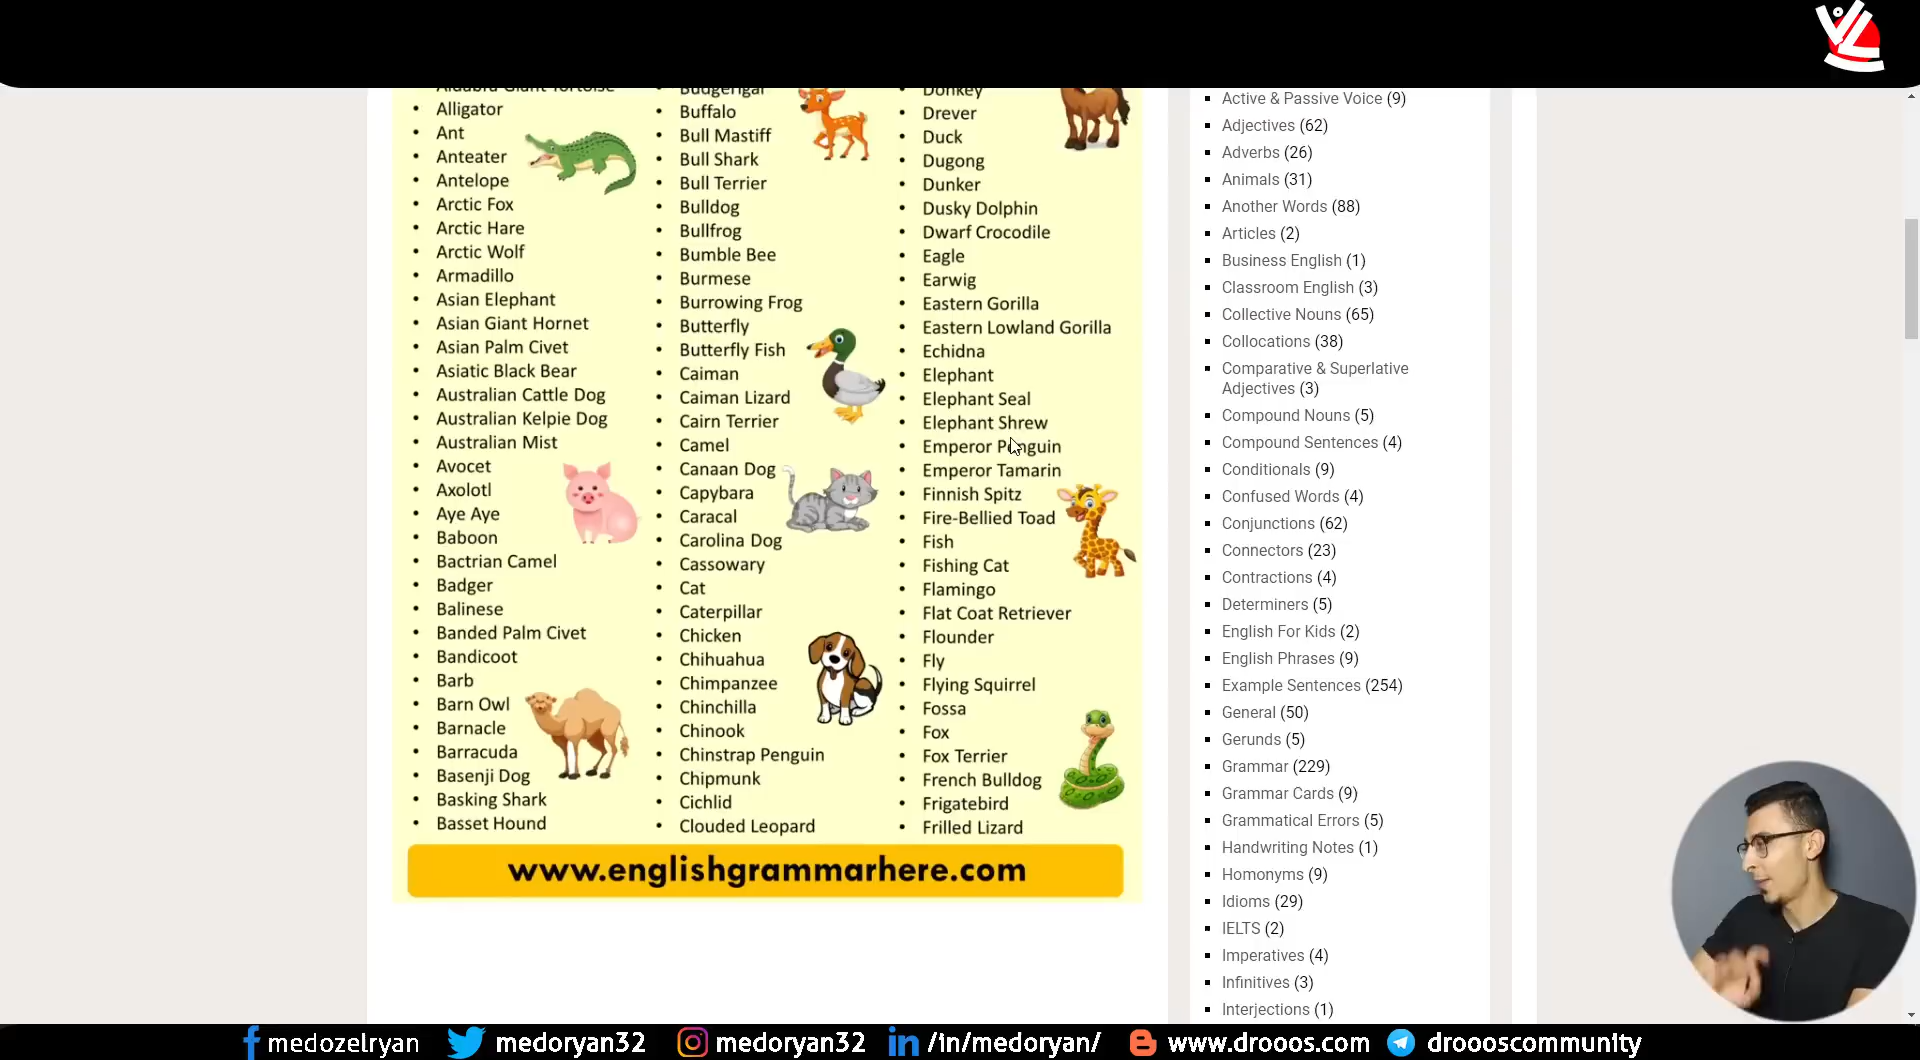 Aldabra Giant Tortoise
Alligator
Ant
Anteater
Antelope
Arctic Fox
Arctic Hare
Arctic Wolf
Armadillo
Asian Elephant
Asian Giant Hornet
Asian Palm Civet
Asiatic Black Bear
Australian Cattle Dog
Australian Kelpie Dog
Australian Mist
Avocet
Axolotl
Aye Aye
Baboon
Bactrian Camel
Badger
Balinese
Banded Palm Civet
Bandicoot
Barb
Barn Owl
Barnacle
Barracuda
Basenji Dog
Basking Shark
Basset Hound
Budgerigar
Buffalo
Bull Mastiff
Bull Shark
Bull Terrier
Bulldog
Bullfrog
Bumble Bee
Burmese
Burrowing Frog
Butterfly
Butterfly Fish
Caiman
Caiman Lizard
Cairn Terrier
Camel
Canaan Dog
Capybara
Caracal
Carolina Dog
Cassowary
Cat
Caterpillar
Chicken
Chihuahua
Chimpanzee
Chinchilla
Chinook
Chinstrap Penguin
Chipmunk
Cichlid
Clouded Leopard
Donkey
Drever
Duck
Dugong
Dunker
Dusky Dolphin
Dwarf Crocodile
Eagle
Earwig
Eastern Gorilla
Eastern Lowland Gorilla
Echidna
Elephant
Elephant Seal
Elephant Shrew
Emperor Penguin
Emperor Tamarin
Finnish Spitz
Fire-Bellied Toad
Fish
Fishing Cat
Flamingo
Flat Coat Retriever
Flounder
Fly
Flying Squirrel
Fossa
Fox
Fox Terrier
French Bulldog
Frigatebird
Frilled Lizard
www.englishgrammarhere.com
Active & Passive Voice (9)
Adjectives (62)
Adverbs (26)
Animals (31)
Another Words (88)
Articles (2)
Business English (1)
Classroom English (3)
Collective Nouns (65)
Collocations (38)
Comparative & Superlative
Adjectives (3)
Compound Nouns (5)
Compound Sentences (4)
Conditionals (9)
Confused Words (4)
Conjunctions (62)
Connectors (23)
Contractions (4)
Determiners (5)
English For Kids (2)
English Phrases (9)
Example Sentences (254)
General (50)
Gerunds (5)
Grammar (229)
Grammar Cards (9)
Grammatical Errors (5)
Handwriting Notes (1)
Homonyms (9)
Idioms (29)
IELTS (2)
Imperatives (4)
Infinitives (3)
Interjections (1)
medozelryan medoryan32 medoryan32 /in/medoryan/ www.drooos.com droooscommunity